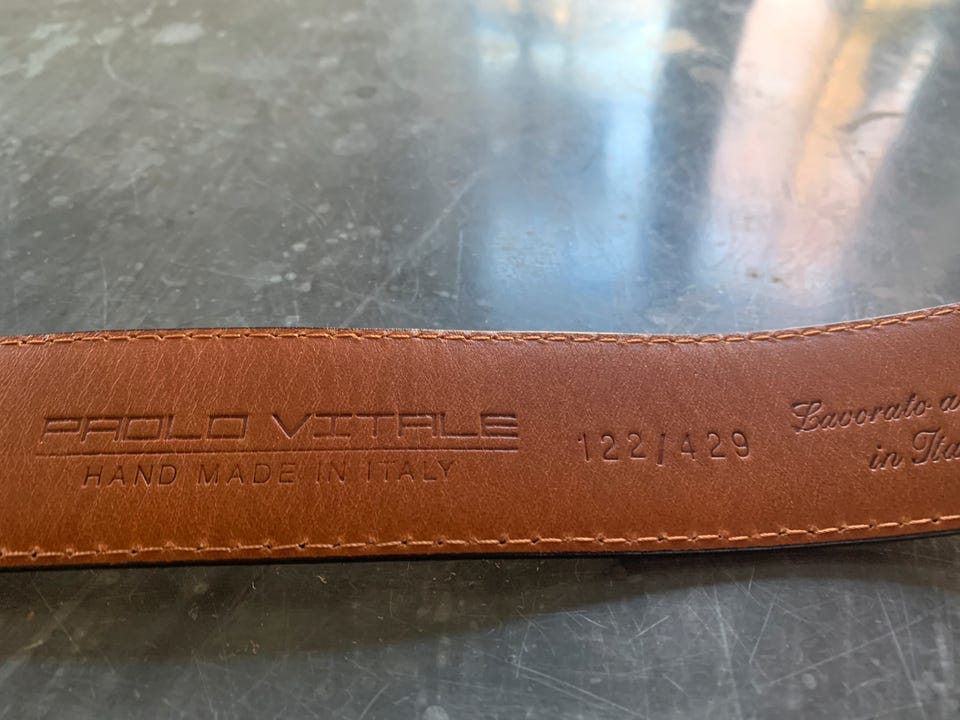 PAOLO VITALE
HAND MADE IN ITALY
122/429
Lavorato
in